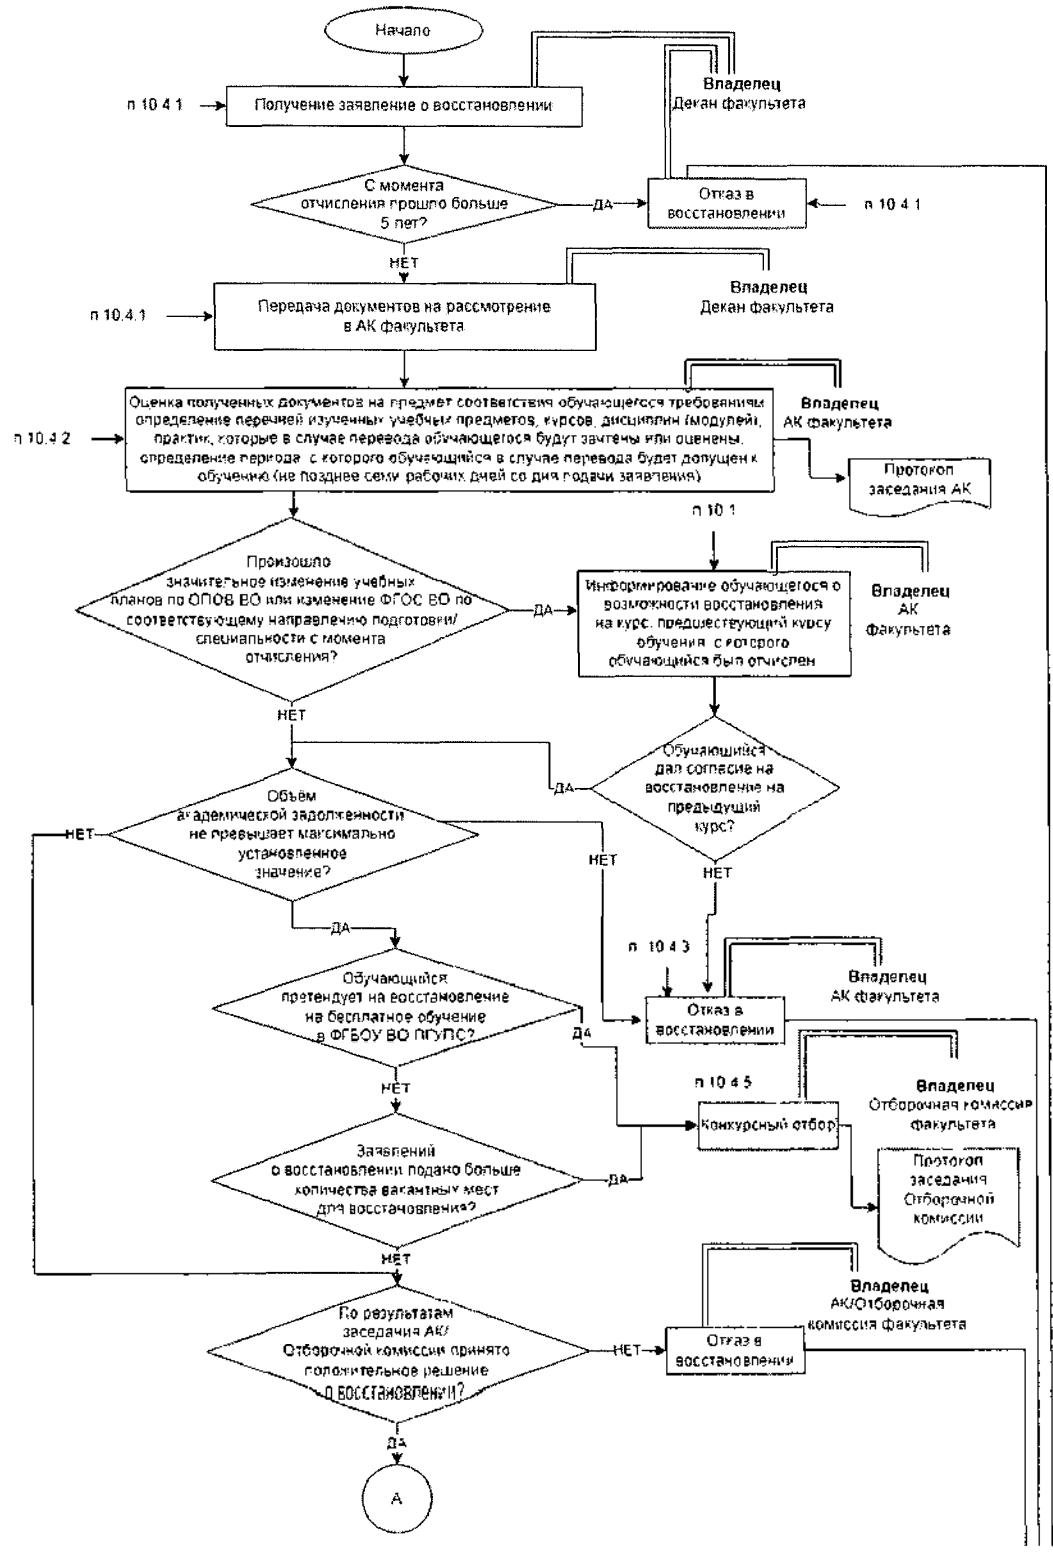 Начало
Владелец
Декан факультета
п 10 4 1
Получение заявление о восстановлении
С момента
отчисления прошло больше
5 лет?
ДА
Отказ в
восстановлении
п 10 4 1
НЕТ
Владелец
Декан факультета
п 10.4.1
Передача документов на рассмотрение
в АК факультета
Оценка полученных документов на предмет соответствия обучающегося требованиям
определение перечней изученных учебных предметов, курсов, дисциплин (модулей),
практик, которые в случае перевода обучающегося будут зачтены или оценены,
определение периода с которого обучающийся в случае перевода будет допущен к
обучению (не позднее семи рабочих дней со дня подачи заявления)
п 10.4.2
Владелец
АК факультета
Протокол
заседания АК
п 10.1
Произошло
значительное изменение учебных
планов по ОПОВ ВО или изменение ФГОС ВО по
соответствующему направлению подготовки/
специальности с момента
отчисления?
ДА
Информирование обучающегося о
возможности восстановления
на курс, предшествующий курсу
обучения с которого
обучающийся был отчислен
Владелец
АК
факультета
НЕТ
Обучающийся
дал согласие на
восстановление на
предыдущий
курс?
ДА
НЕТ
Объём
академической задолженности
не превышает максимально
установленное
значение?
НЕТ
НЕТ
ДА
п 10 4 3
Владелец
АК факультета
Отказ в
восстановлении
Обучающийся
претендует на восстановление
на бесплатное обучение
в ФГБОУ ВО ПГУПС?
ДА
НЕТ
п 10 4 5
Конкурсный отбор
Владелец
Отборочная комиссия
факультета
Протокол
заседания
Отборочной
комиссии
Заявлений
о восстановлении подано больше
количества вакантных мест
для восстановления?
ДА
НЕТ
Владелец
АК/Отборочная
комиссия факультета
По результатам
заседания АК/
Отборочной комиссии принято
положительное решение
о восстановлении?
НЕТ
Отказ в
восстановлении
ДА
А